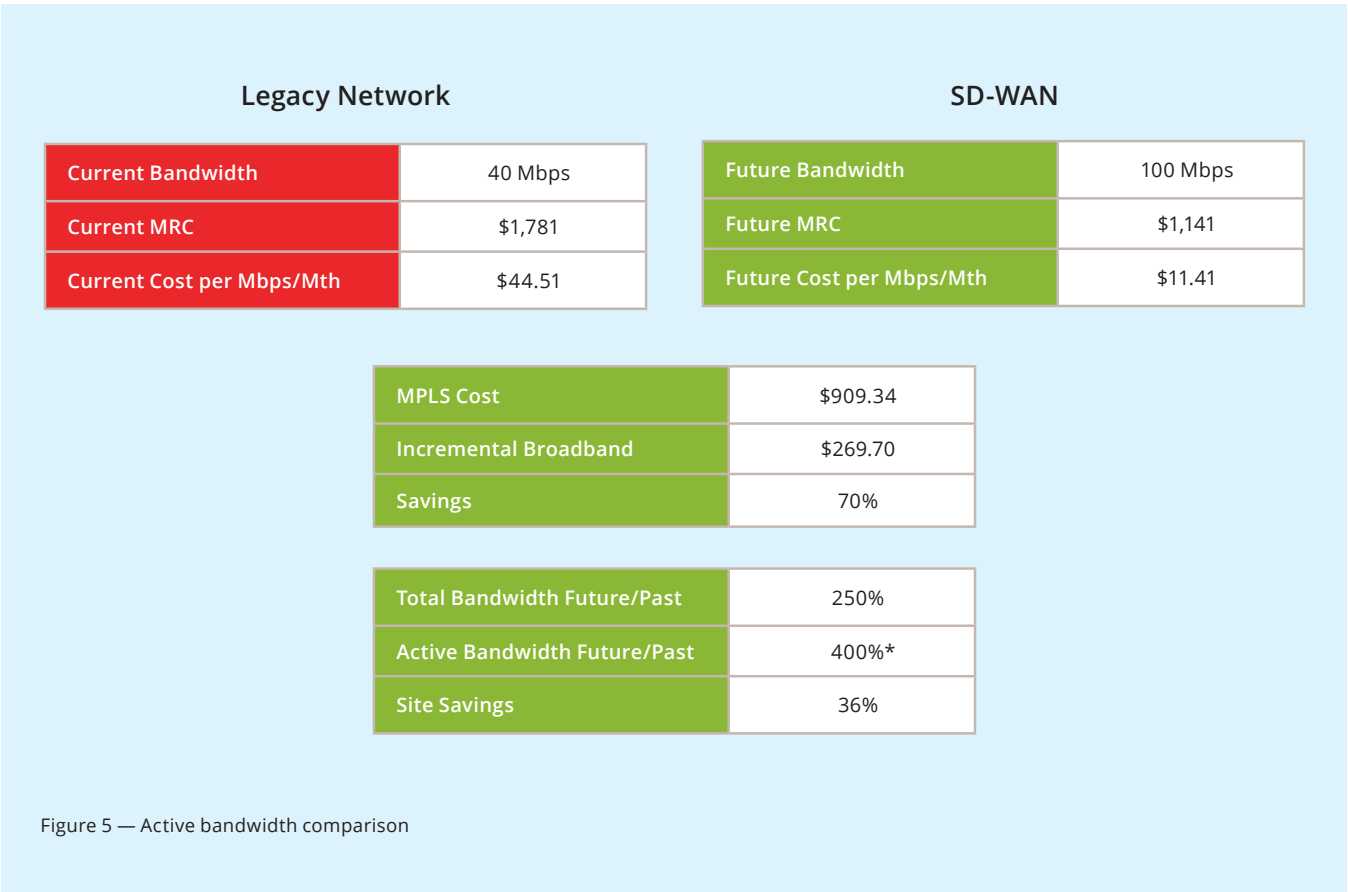 Legacy Network
Current Bandwidth 40 Mbps
Current MRC $1,781
Current Cost per Mbps/Mth $44.51
SD-WAN
Future Bandwidth 100 Mbps
Future MRC $1,141
Future Cost per Mbps/Mth $11.41
MPLS Cost $909.34
Incremental Broadband $269.70
Savings 70%
Total Bandwidth Future/Past 250%
Active Bandwidth Future/Past 400%*
Site Savings 36%
Figure 5 — Active bandwidth comparison